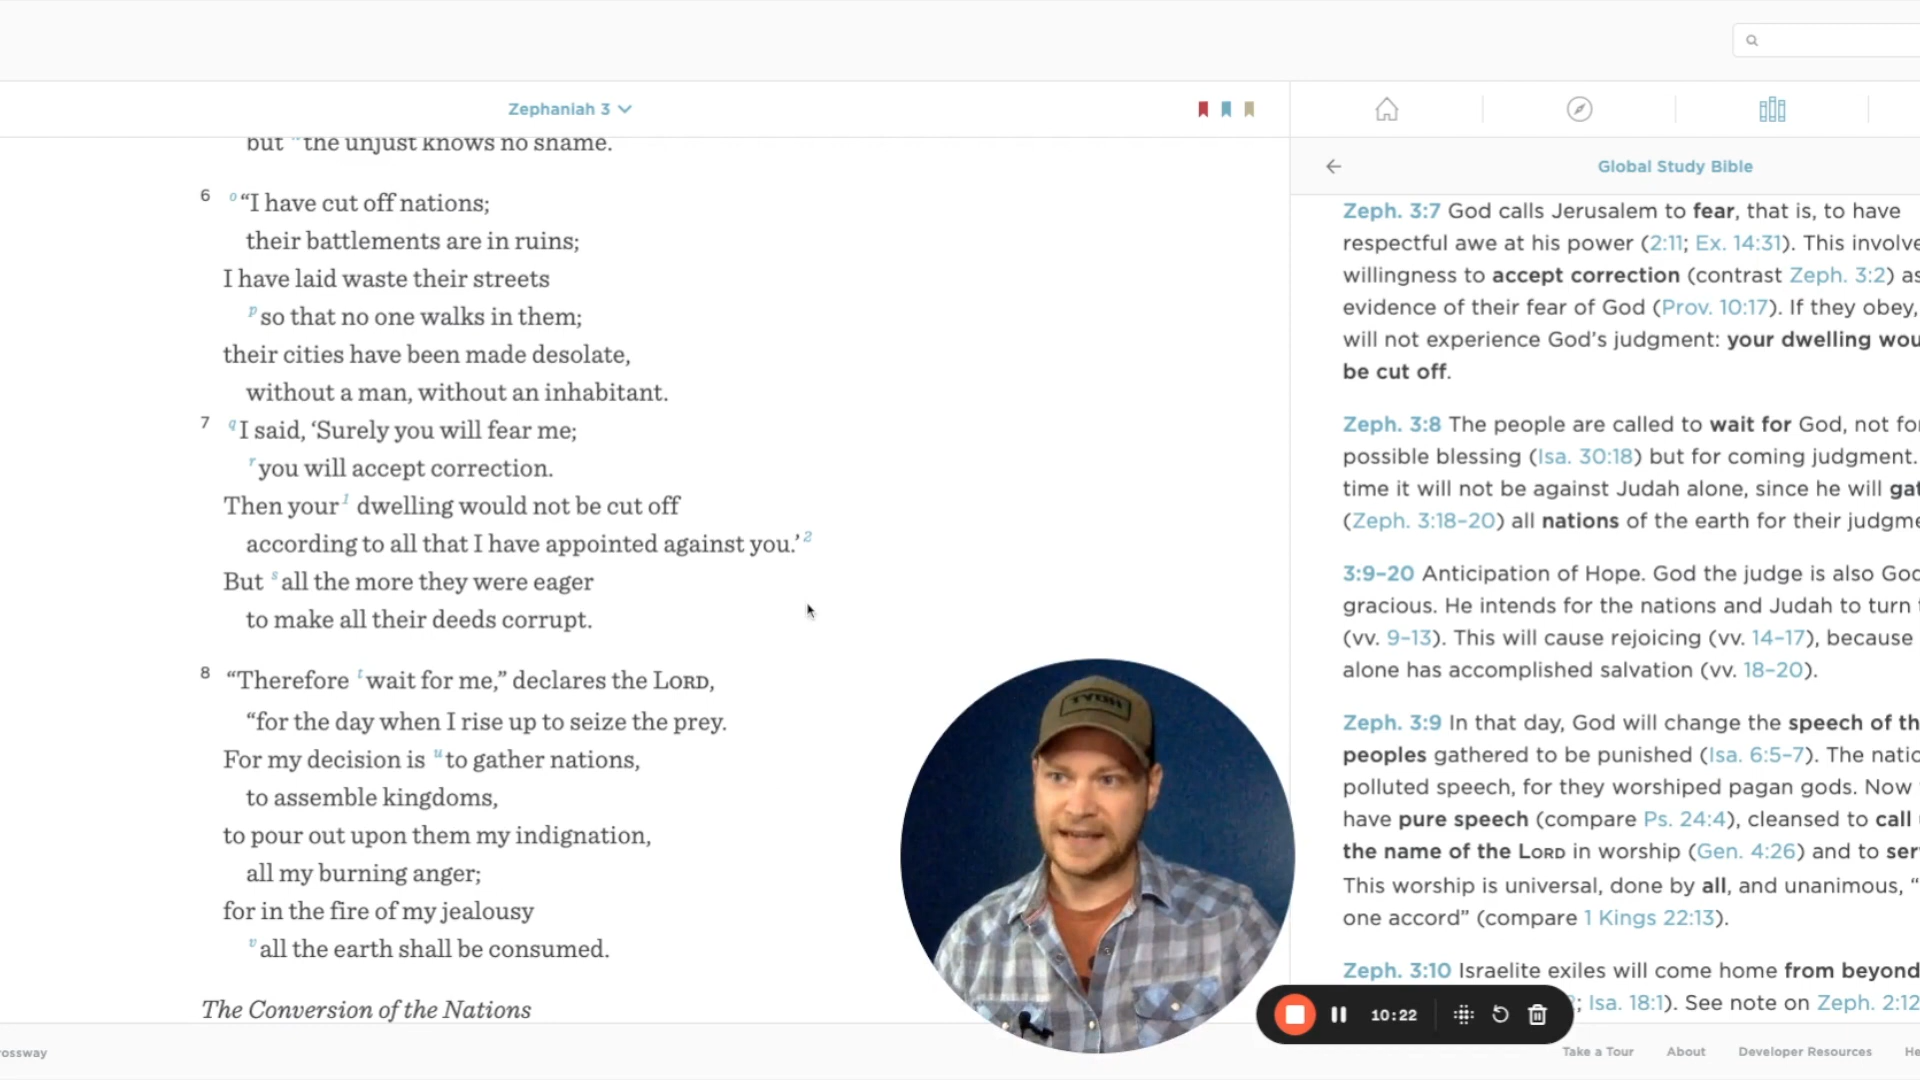 Zephaniah 3
but the unjust knows no shame.
6 o “I have cut off nations;
their battlements are in ruins;
I have laid waste their streets
p so that no one walks in them;
their cities have been made desolate,
without a man, without an inhabitant.
7 q I said, ‘Surely you will fear me;
r you will accept correction.
Then your 1 dwelling would not be cut off
according to all that I have appointed against you.’ 2
But s all the more they were eager
to make all their deeds corrupt.
8 “Therefore t wait for me,” declares the LORD,
“for the day when I rise up to seize the prey.
For my decision is u to gather nations,
to assemble kingdoms,
to pour out upon them my indignation,
all my burning anger;
for in the fire of my jealousy
v all the earth shall be consumed.
The Conversion of the Nations
Global Study Bible
Zeph. 3:7 God calls Jerusalem to fear, that is, to have
respectful awe at his power (2:11; Ex. 14:31). This involve
willingness to accept correction (contrast Zeph. 3:2) as
evidence of their fear of God (Prov. 10:17). If they obey,
will not experience God’s judgment: your dwelling wou
be cut off.
Zeph. 3:8 The people are called to wait for God, not for
possible blessing (Isa. 30:18) but for coming judgment.
time it will not be against Judah alone, since he will gat
(Zeph. 3:18–20) all nations of the earth for their judgme
3:9–20 Anticipation of Hope. God the judge is also God
gracious. He intends for the nations and Judah to turn
(vv. 9–13). This will cause rejoicing (vv. 14–17), because
alone has accomplished salvation (vv. 18–20).
Zeph. 3:9 In that day, God will change the speech of th
peoples gathered to be punished (Isa. 6:5–7). The natio
polluted speech, for they worshiped pagan gods. Now
have pure speech (compare Ps. 24:4), cleansed to call
the name of the LORD in worship (Gen. 4:26) and to ser
This worship is universal, done by all, and unanimous, “
one accord” (compare 1 Kings 22:13).
Zeph. 3:10 Israelite exiles will come home from beyond
; Isa. 18:1). See note on Zeph. 2:12
10:22
rossway
Take a Tour
About
Developer Resources
He